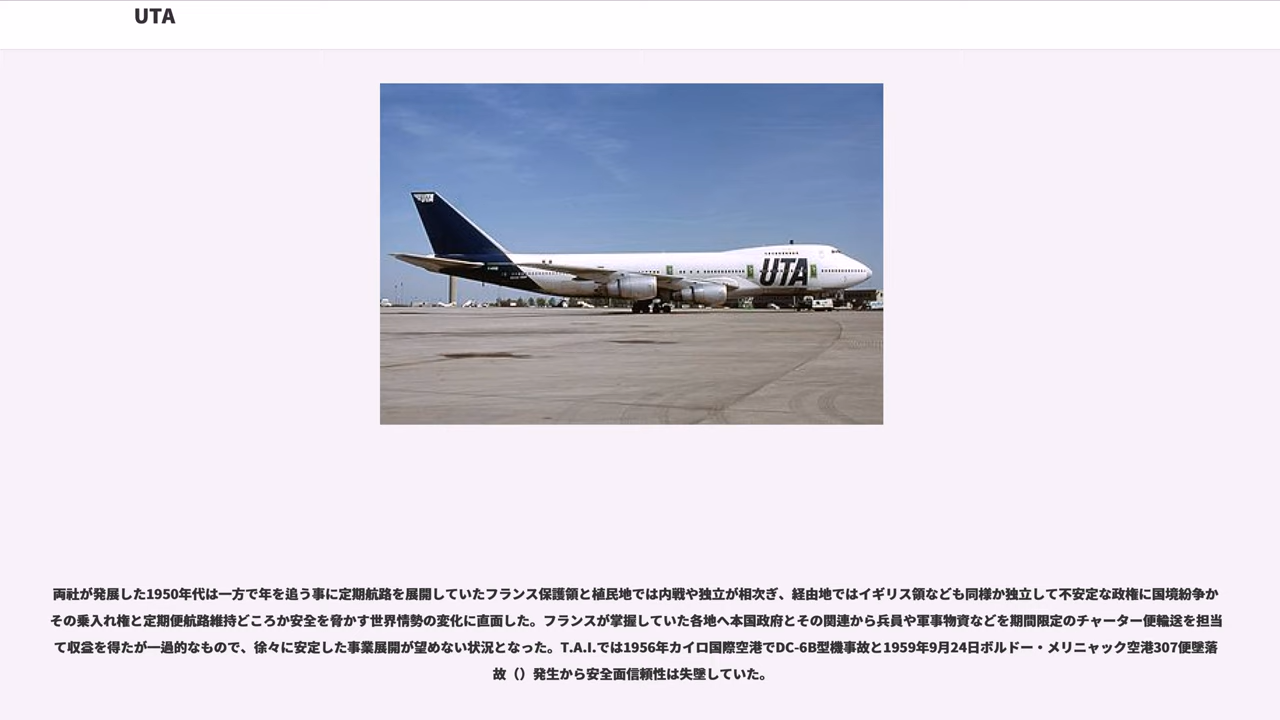 UTA
UTA
両社が発展した1950年代は一方で年を追う事に定期航路を展開していたフランス保護領と植民地では内戦や独立が相次ぎ、経由地ではイギリス領なども同様か独立して不安定な政権に国境紛争か
その乗入れ権と定期便航路維持どころか安全を脅かす世界情勢の変化に直面した。フランスが掌握していた各地へ本国政府とその関連から兵員や軍事物資などを期間限定のチャーター便輸送を担当
て収益を得たが一過的なもので、徐々に安定した事業展開が望めない状況となった。T.A.I.では1956年カイロ国際空港でDC-6B型機事故と1959年9月24日ボルドー・メリニャック空港307便墜落
故（）発生から安全面信頼性は失墜していた。